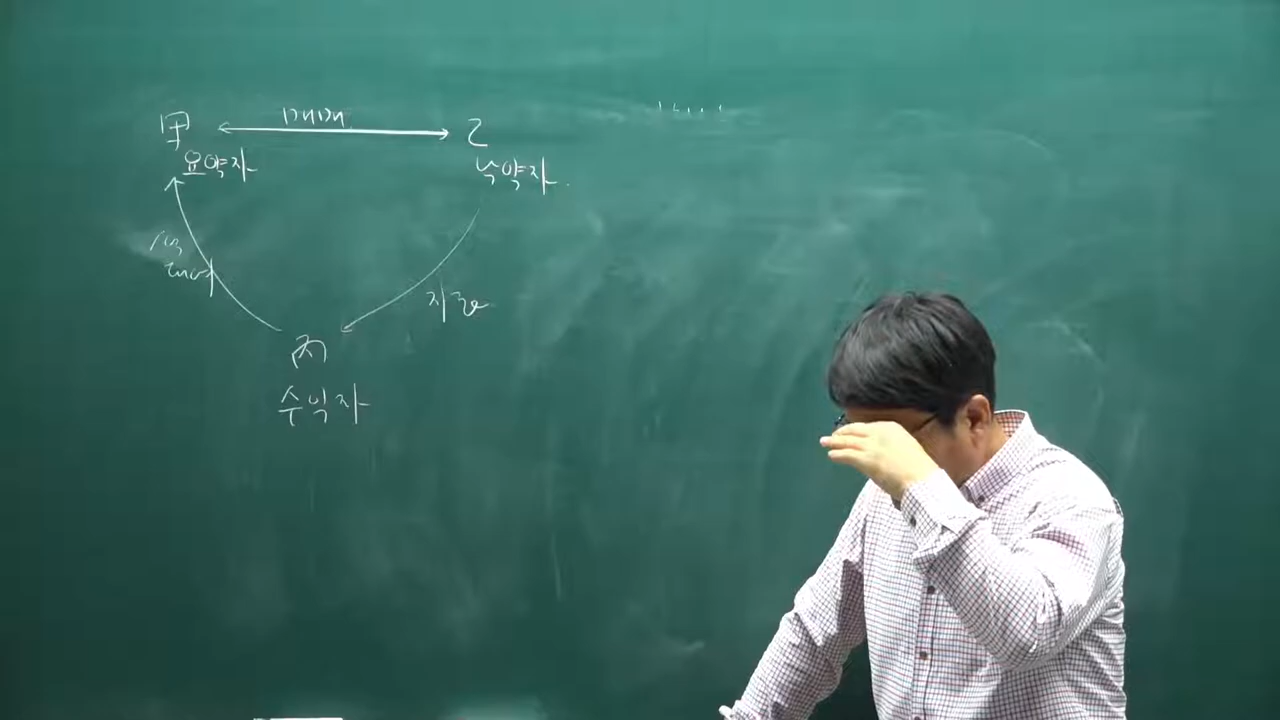 甲 매매 乙
요약자 낙약자
지급
丙
수익자